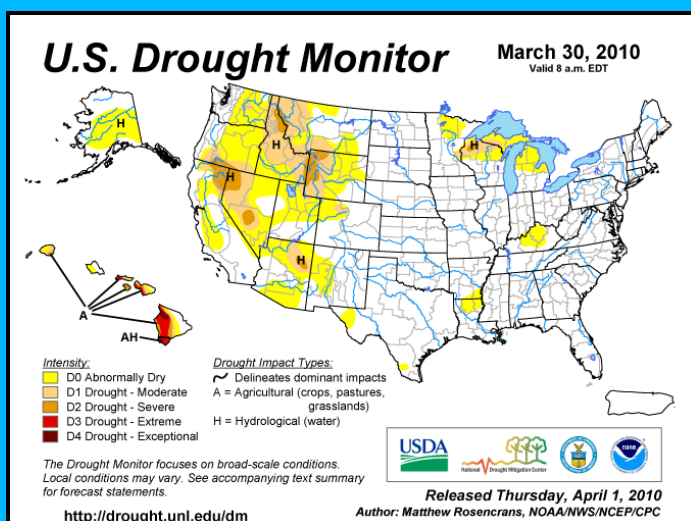 U.S. Drought Monitor
March 30, 2010
Valid 8 a.m. EDT
H
H
H
H
H
A
AH
Intensity:
D0 Abnormally Dry
D1 Drought - Moderate
D2 Drought - Severe
D3 Drought - Extreme
D4 Drought - Exceptional
Drought Impact Types:
Delineates dominant impacts
A = Agricultural (crops, pastures,
grasslands)
H = Hydrological (water)
USDA
National Drought Mitigation Center
NOAA
The Drought Monitor focuses on broad-scale conditions.
Local conditions may vary. See accompanying text summary
for forecast statements.
http://drought.unl.edu/dm
Released Thursday, April 1, 2010
Author: Matthew Rosencrans, NOAA/NWS/NCEP/CPC